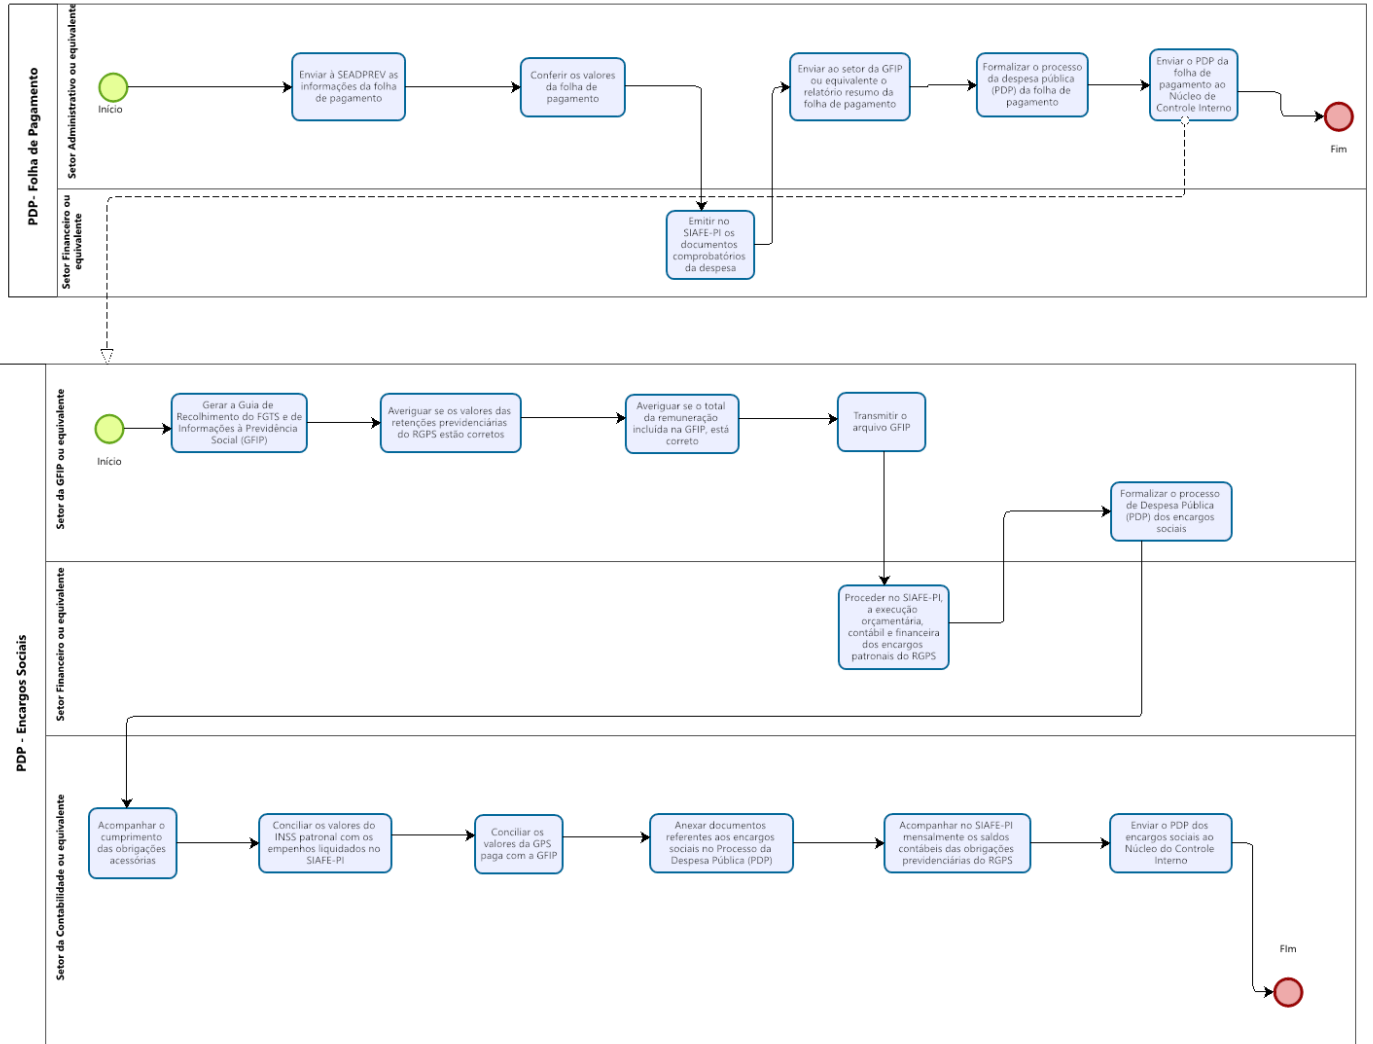 PDP- Folha de Pagamento
Setor Administrativo ou equivalente
Início
Enviar à SEADPREV as
informações da folha
de pagamento
Conferir os valores
da folha de
pagamento
Enviar ao setor da GFIP
ou equivalente o
relatório resumo da
folha de pagamento
Formalizar o processo
da despesa pública
(PDP) da folha de
pagamento
Enviar o PDP da
folha de
pagamento ao
Núcleo de
Controle Interno
Fim
Setor Financeiro ou
equivalente
Emitir no
SIAFE-PI os
documentos
comprobatórios
da despesa
PDP - Encargos Sociais
Setor da GFIP ou equivalente
Início
Gerar a Guia de
Recolhimento do FGTS e de
Informações à Previdência
Social (GFIP)
Averiguar se os valores das
retenções previdenciárias
do RGPS estão corretos
Averiguar se o total
da remuneração
incluída na GFIP, está
correto
Transmitir o
arquivo GFIP
Formalizar o processo
de Despesa Pública
(PDP) dos encargos
sociais
Setor Financeiro ou equivalente
Proceder no SIAFE-PI,
a execução
orçamentária,
contábil e financeira
dos encargos
patronais do RGPS
Setor da Contabilidade ou equivalente
Acompanhar o
cumprimento
das obrigações
acessórias
Conciliar os valores do
INSS patronal com os
empenhos liquidados no
SIAFE-PI
Conciliar os
valores da GPS
paga com a GFIP
Anexar documentos
referentes aos encargos
sociais no Processo da
Despesa Pública (PDP)
Acompanhar no SIAFE-PI
mensalmente os saldos
contábeis das obrigações
previdenciárias do RGPS
Enviar o PDP dos
encargos sociais ao
Núcleo do Controle
Interno
FIm